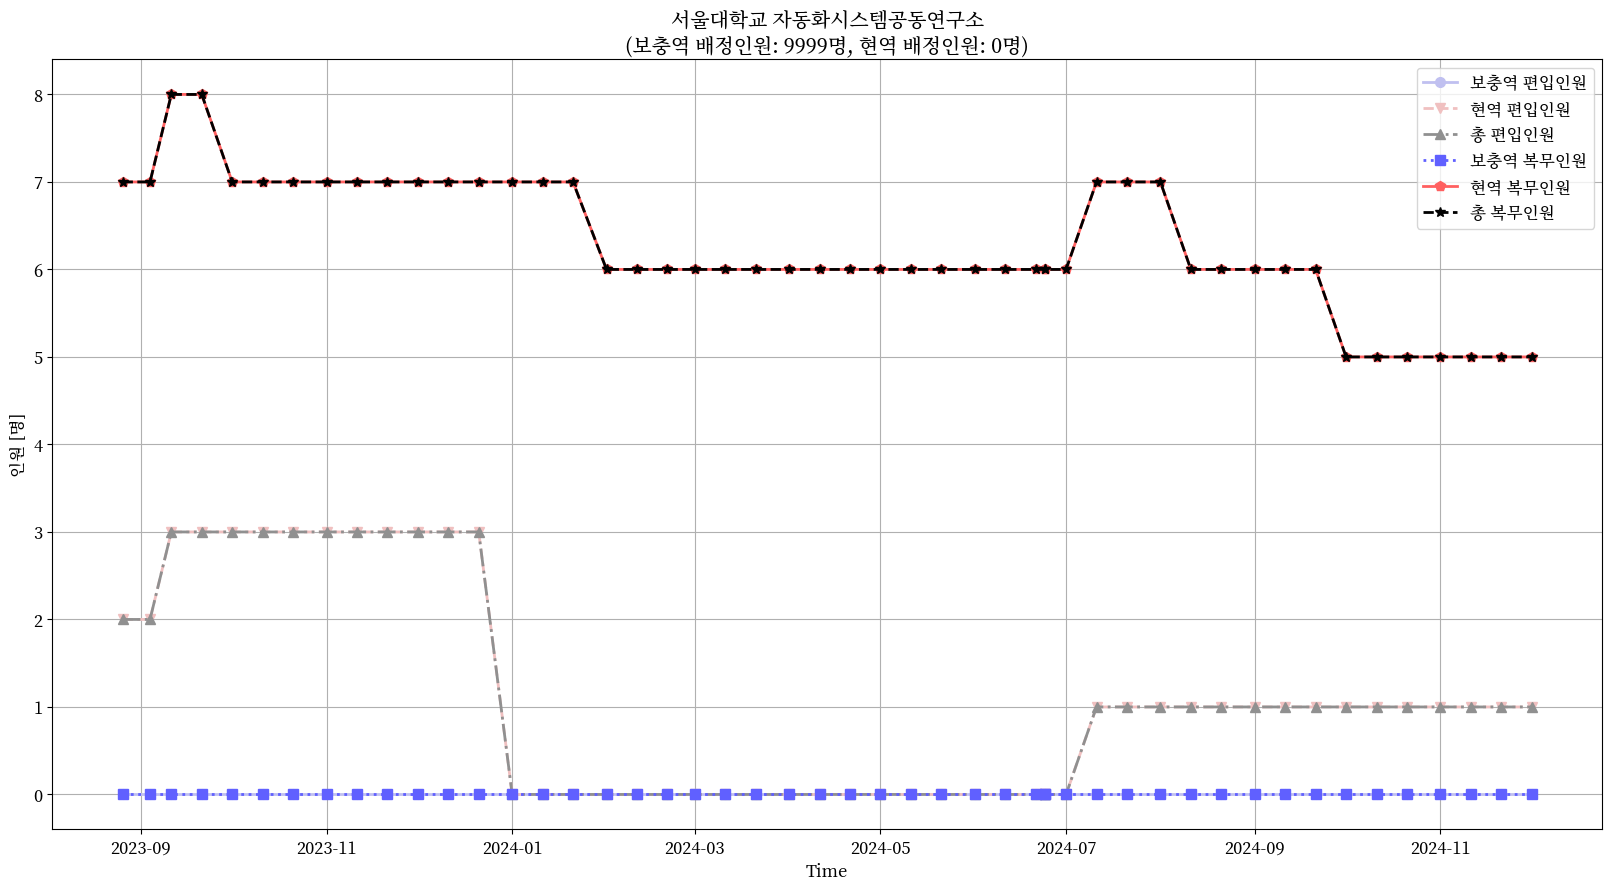 서울대학교 자동화시스템공동연구소
(보충역 배정인원: 9999명, 현역 배정인원: 0명)
보충역 편입인원
현역 편입인원
총 편입인원
보충역 복무인원
현역 복무인원
총 복무인원
인원 [명]
8
7
6
5
4
3
2
1
0
2023-09
2023-11
2024-01
2024-03
2024-05
2024-07
2024-09
2024-11
Time